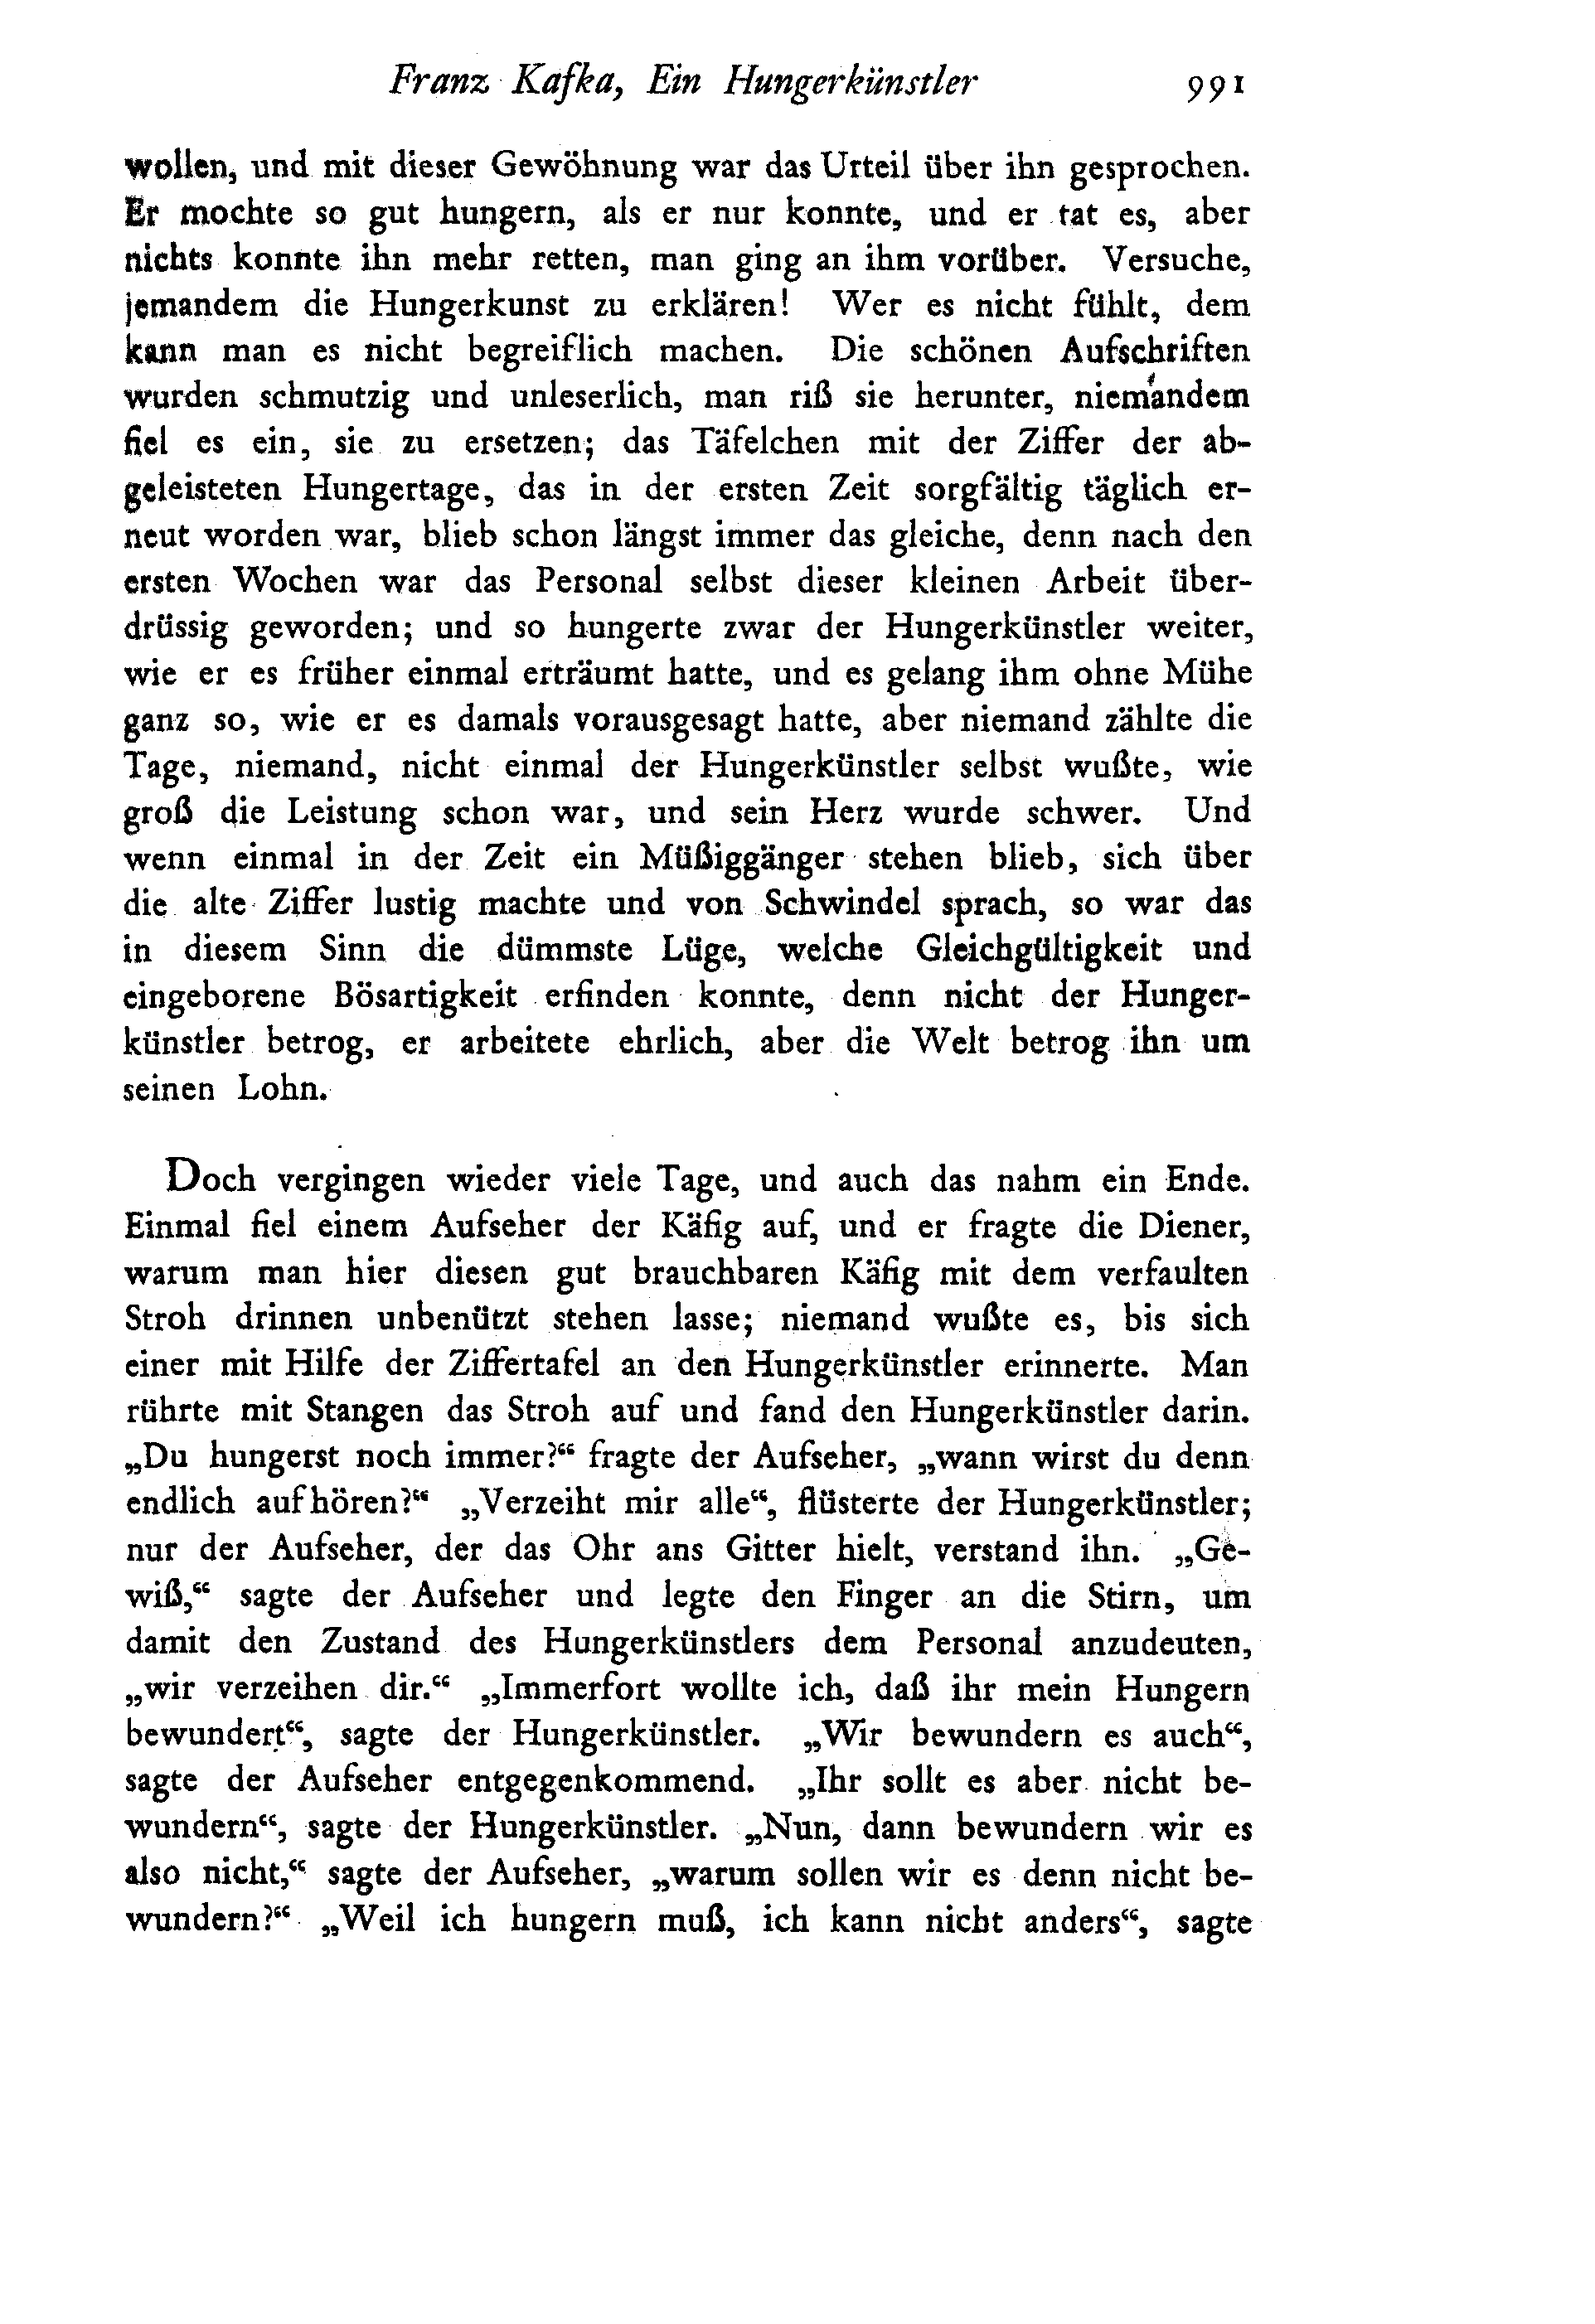 Franz Kafka, Ein Hungerkünstler 991
wollen, und mit dieser Gewöhnung war das Urteil über ihn gesprochen.
Er mochte so gut hungern, als er nur konnte, und er tat es, aber
nichts konnte ihn mehr retten, man ging an ihm vorüber. Versuche,
jemandem die Hungerkunst zu erklären! Wer es nicht fühlt, dem
kann man es nicht begreiflich machen. Die schönen Aufschriften
wurden schmutzig und unleserlich, man riß sie herunter, niemandem
fiel es ein, sie zu ersetzen; das Täfelchen mit der Ziffer der ab-
geleisteten Hungertage, das in der ersten Zeit sorgfältig täglich er-
neut worden war, blieb schon längst immer das gleiche, denn nach den
ersten Wochen war das Personal selbst dieser kleinen Arbeit über-
drüssig geworden; und so hungerte zwar der Hungerkünstler weiter,
wie er es früher einmal erträumt hatte, und es gelang ihm ohne Mühe
ganz so, wie er es damals vorausgesagt hatte, aber niemand zählte die
Tage, niemand, nicht einmal der Hungerkünstler selbst wußte, wie
groß die Leistung schon war, und sein Herz wurde schwer. Und
wenn einmal in der Zeit ein Müßiggänger stehen blieb, sich über
die alte Ziffer lustig machte und von Schwindel sprach, so war das
in diesem Sinn die dümmste Lüge, welche Gleichgültigkeit und
eingeborene Bösartigkeit erfinden konnte, denn nicht der Hunger-
künstler betrog, er arbeitete ehrlich, aber die Welt betrog ihn um
seinen Lohn.
Doch vergingen wieder viele Tage, und auch das nahm ein Ende.
Einmal fiel einem Aufseher der Käfig auf, und er fragte die Diener,
warum man hier diesen gut brauchbaren Käfig mit dem verfaulten
Stroh drinnen unbenützt stehen lasse; niemand wußte es, bis sich
einer mit Hilfe der Ziffertafel an den Hungerkünstler erinnerte. Man
rührte mit Stangen das Stroh auf und fand den Hungerkünstler darin.
„Du hungerst noch immer?“ fragte der Aufseher, „wann wirst du denn
endlich aufhören?“ „Verzeiht mir alle“, flüsterte der Hungerkünstler;
nur der Aufseher, der das Ohr ans Gitter hielt, verstand ihn. „Ge-
wiß,“ sagte der Aufseher und legte den Finger an die Stirn, um
damit den Zustand des Hungerkünstlers dem Personal anzudeuten,
„wir verzeihen dir.“ „Immerfort wollte ich, daß ihr mein Hungern
bewundert“, sagte der Hungerkünstler. „Wir bewundern es auch“,
sagte der Aufseher entgegenkommend. „Ihr sollt es aber nicht be-
wundern“, sagte der Hungerkünstler. „Nun, dann bewundern wir es
also nicht,“ sagte der Aufseher, „warum sollen wir es denn nicht be-
wundern?“ „Weil ich hungern muß, ich kann nicht anders“, sagte